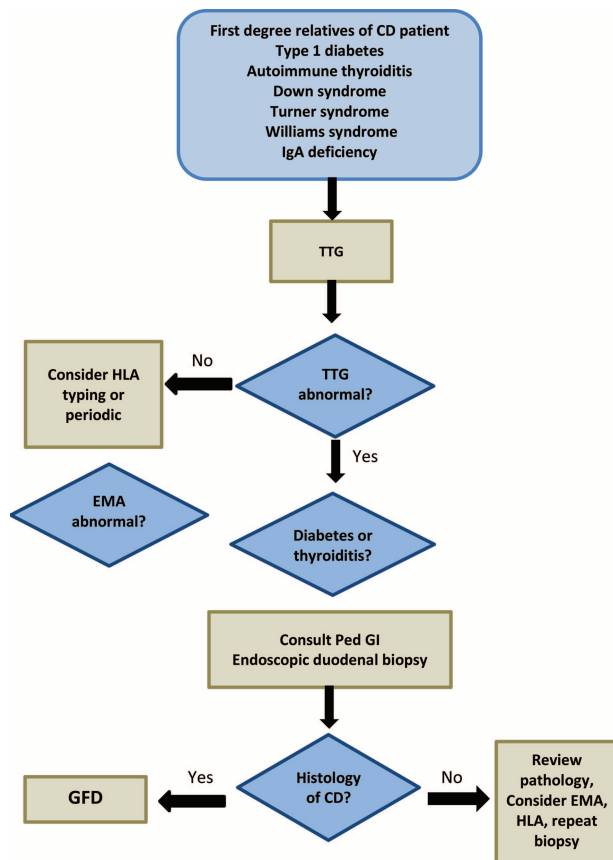 First degree relatives of CD patient
Type 1 diabetes
Autoimmune thyroiditis
Down syndrome
Turner syndrome
Williams syndrome
IgA deficiency
TTG
No
Consider HLA
typing or
periodic
TTG
abnormal?
Yes
EMA
abnormal?
Diabetes or
thyroiditis?
Consult Ped GI
Endoscopic duodenal biopsy
Yes
GFD
Histology
of CD?
No
Review
pathology,
Consider EMA,
HLA, repeat
biopsy